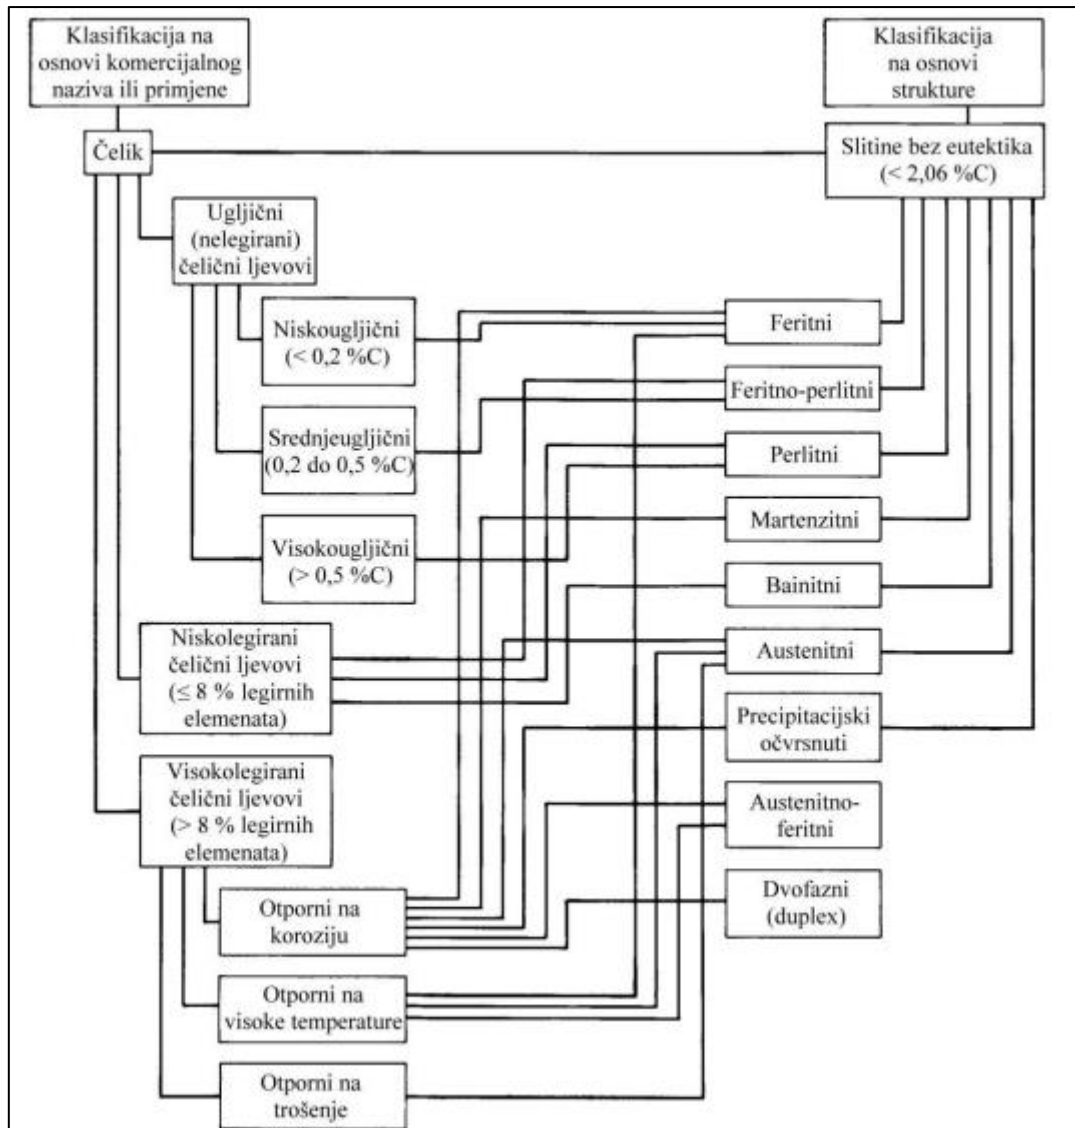 Klasifikacija na
osnovi komercijalnog
naziva ili primjene
Klasifikacija
na osnovi
strukture
Čelik
Slitine bez eutektika
(< 2,06 %C)
Ugljični
(nelegirani)
čelični ljevovi
Niskougljični
(< 0,2 %C)
Srednjeugljični
(0,2 do 0,5 %C)
Visokougljični
(> 0,5 %C)
Niskolegirani
čelični ljevovi
(≤ 8 % legirnih
elemenata)
Visokolegirani
čelični ljevovi
(> 8 % legirnih
elemenata)
Otporni na
koroziju
Otporni na
visoke temperature
Otporni na
trošenje
Feritni
Feritno-perlitni
Perlitni
Martenzitni
Bainitni
Austenitni
Precipitacijski
očvrsnuti
Austenitno-
feritni
Dvofazni
(duplex)